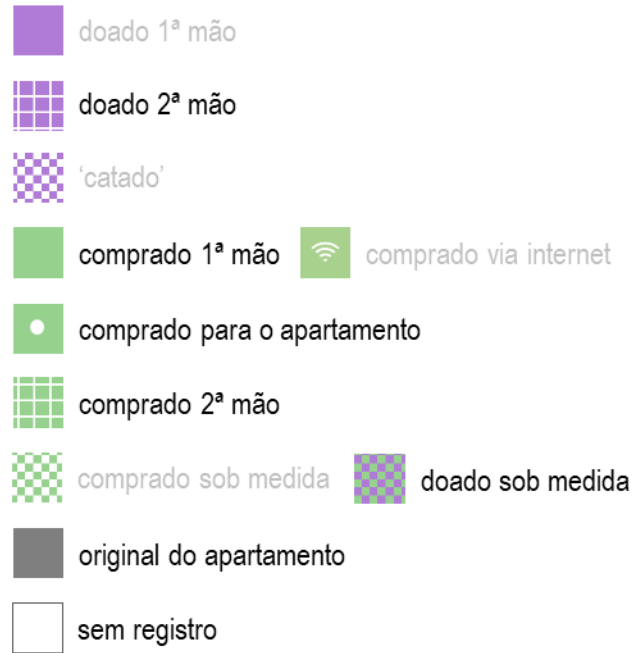 doado 1ª mão
doado 2ª mão
‘catado’
comprado 1ª mão comprado via internet
comprado para o apartamento
comprado 2ª mão
comprado sob medida doado sob medida
original do apartamento
sem registro